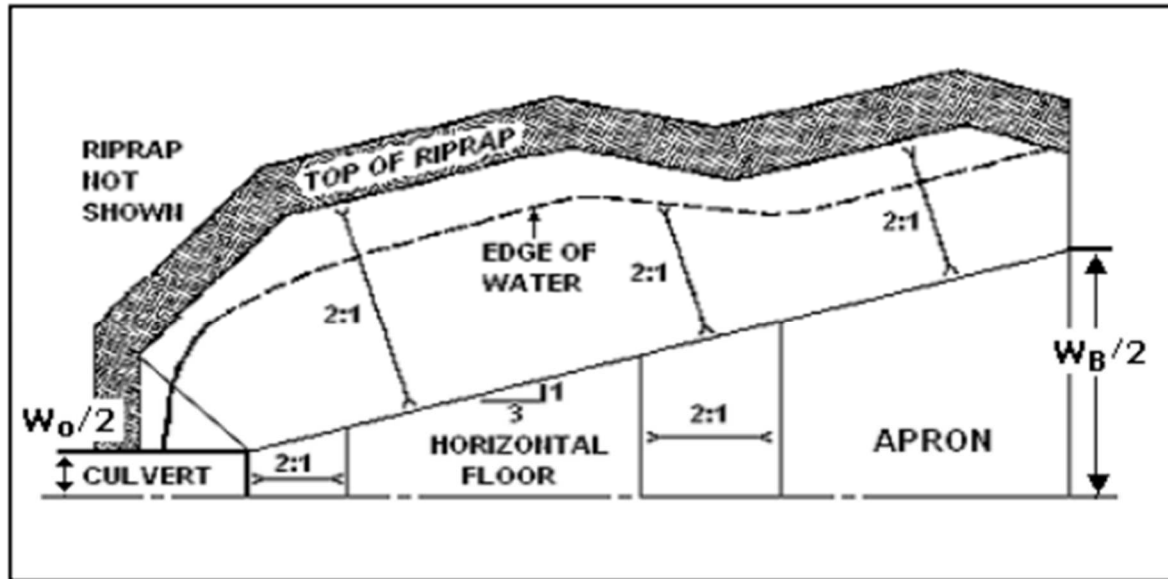 RIPRAP
NOT
SHOWN
TOP OF RIPRAP
EDGE OF
WATER
2:1
2:1
2:1
W₀/2
CULVERT
2:1
1
3
HORIZONTAL
FLOOR
2:1
APRON
W_B/2